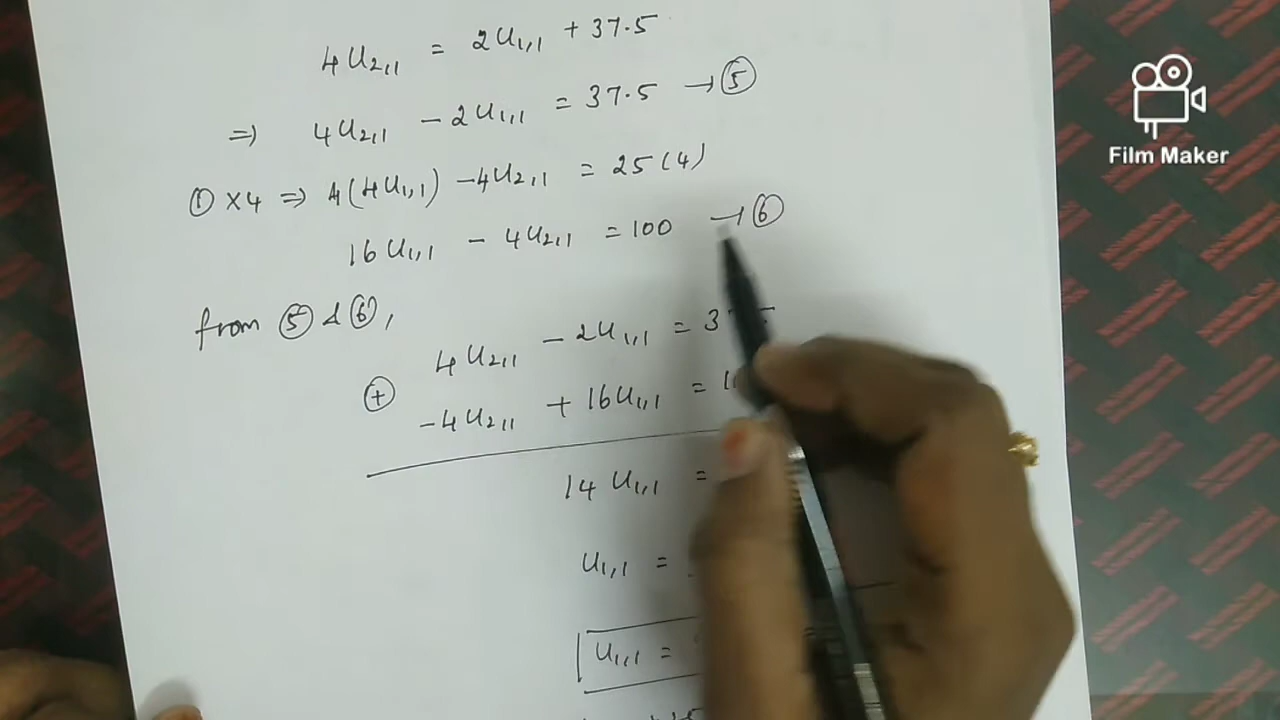 4U2,1 = 2U1,1 + 37.5
=> 4U2,1 - 2U1,1 = 37.5 → ⑤
① ×4 => 4(4U1,1) - 4U2,1 = 25(4)
16U1,1 - 4U2,1 = 100 → ⑥
from ⑤ & ⑥,
4U2,1 - 2U1,1 = 3
⊕ -4U2,1 + 16U1,1 = 1
14U1,1 =
U1,1 =
U1,1 =
Film Maker